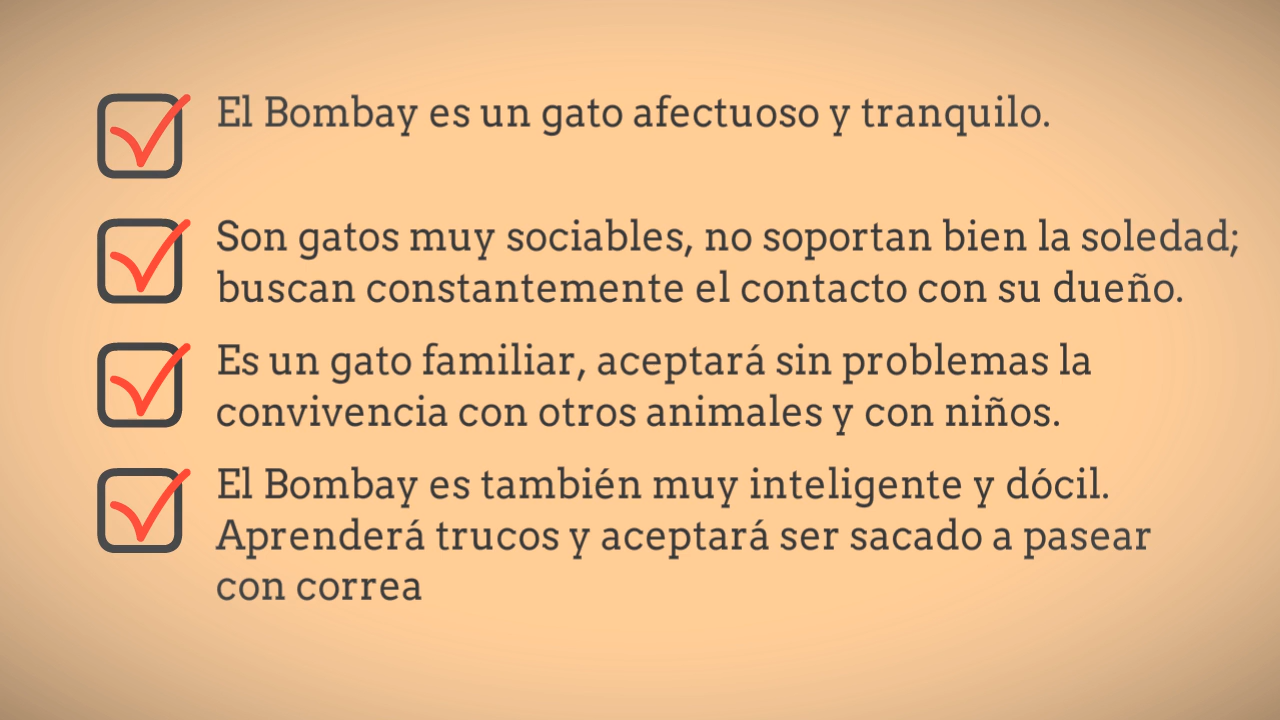 El Bombay es un gato afectuoso y tranquilo.
Son gatos muy sociables, no soportan bien la soledad;
buscan constantemente el contacto con su dueño.
Es un gato familiar, aceptará sin problemas la
convivencia con otros animales y con niños.
El Bombay es también muy inteligente y dócil.
Aprenderá trucos y aceptará ser sacado a pasear
con correa